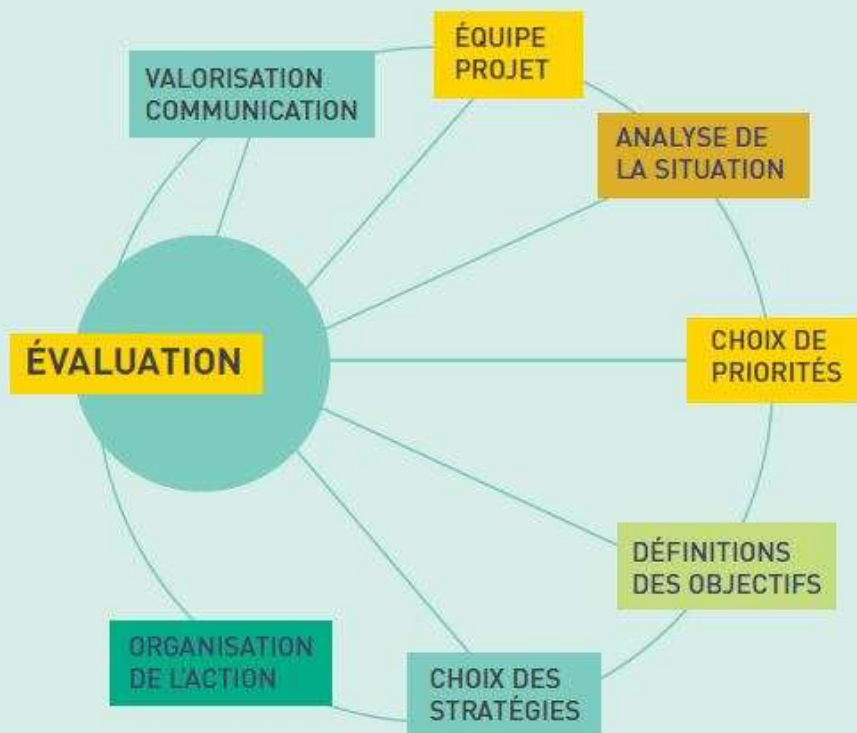 ÉQUIPE
PROJET
VALORISATION
COMMUNICATION
ANALYSE DE
LA SITUATION
CHOIX DE
PRIORITÉS
ÉVALUATION
DÉFINITIONS
DES OBJECTIFS
CHOIX DES
STRATÉGIES
ORGANISATION
DE L'ACTION